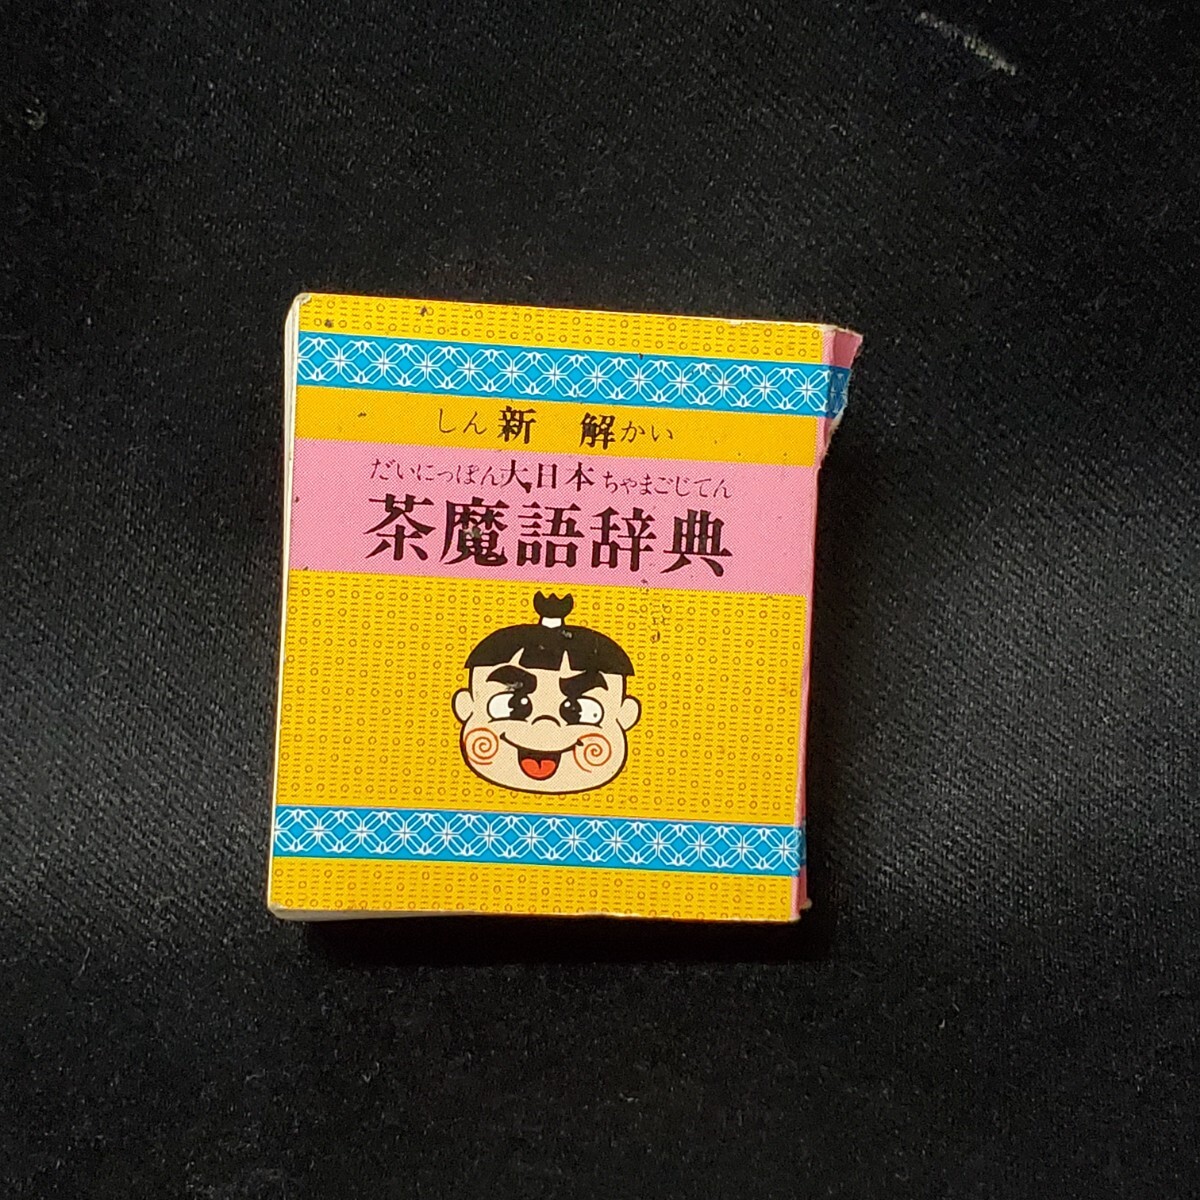 しん新 解かい
だいにっぽん大日本ちゃまごじてん
茶魔語辞典